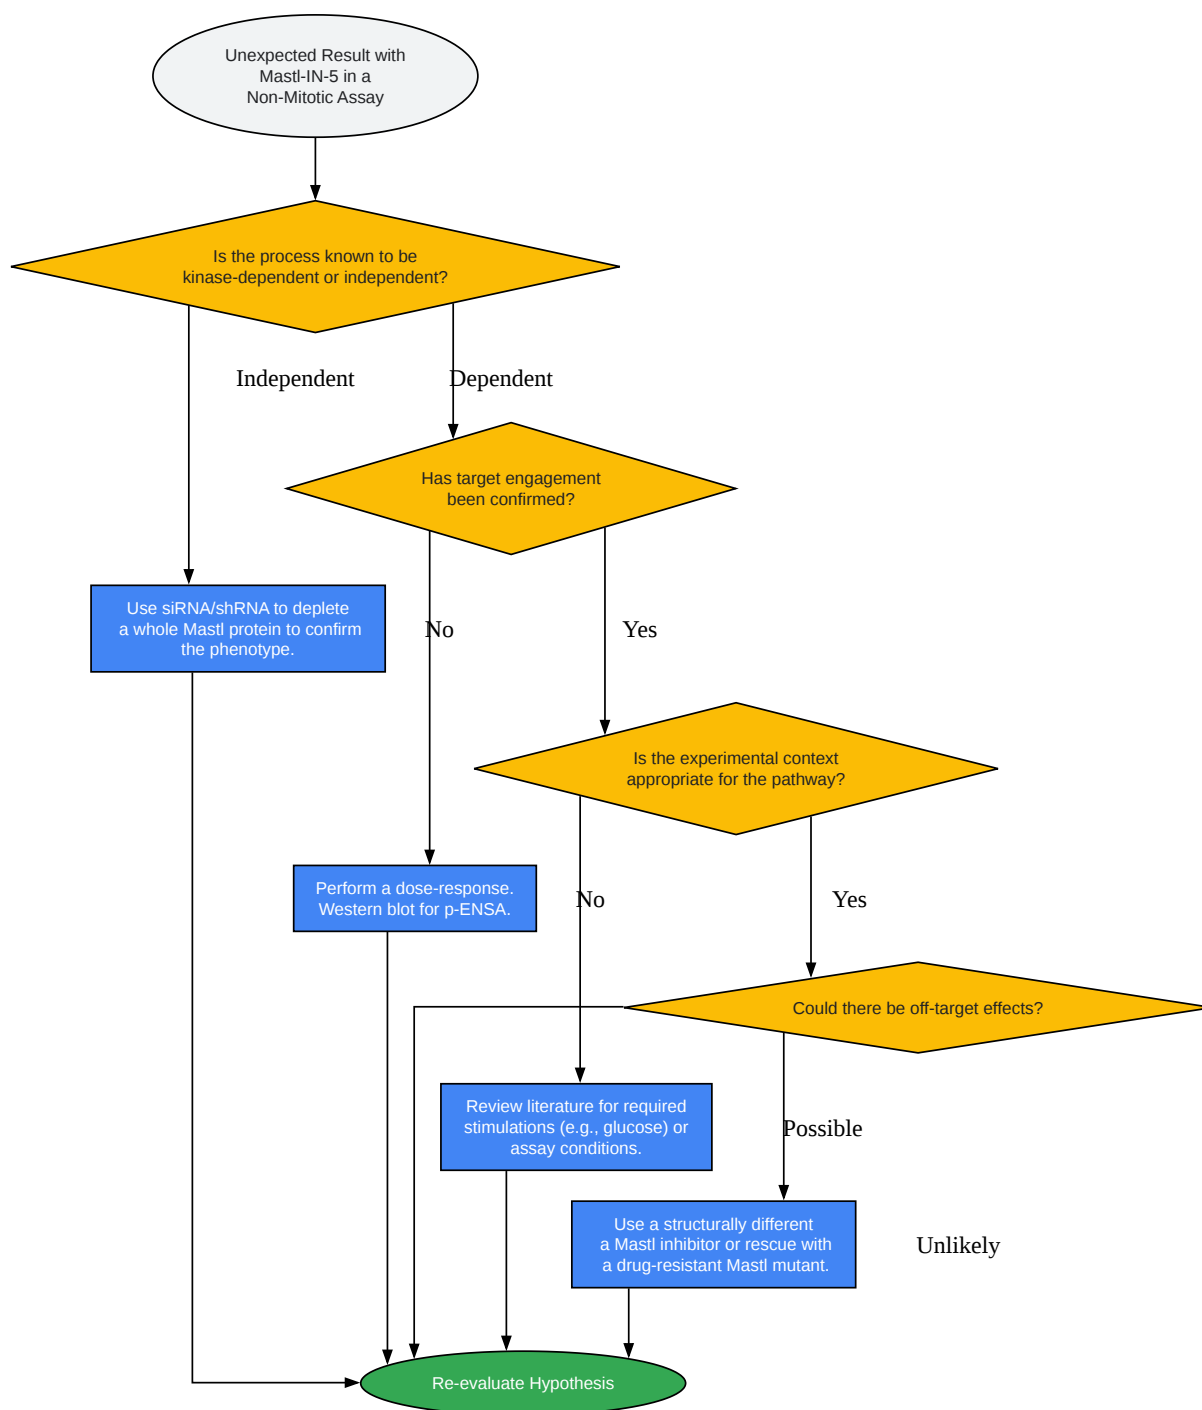 Unexpected Result with
Mastl-IN-5 in a
Non-Mitotic Assay
Is the process known to be
kinase-dependent or independent?
Independent
Dependent
Has target engagement
been confirmed?
Use siRNA/shRNA to deplete
a whole Mastl protein to confirm
the phenotype.
No
Yes
Is the experimental context
appropriate for the pathway?
Perform a dose-response.
Western blot for p-ENSA.
No
Yes
Could there be off-target effects?
Review literature for required
stimulations (e.g., glucose) or
assay conditions.
Possible
Use a structurally different
a Mastl inhibitor or rescue with
a drug-resistant Mastl mutant.
Unlikely
Re-evaluate Hypothesis